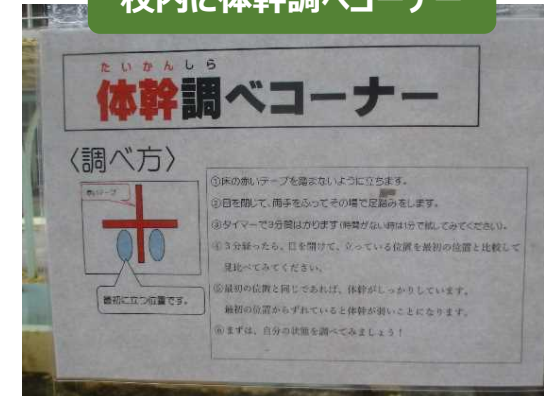 校内に体幹調べコーナー
たいかんしら
体幹調べコーナー
〈調べ方〉
赤いテープ
最初に立つ位置です。
①床の赤いテープを踏まないように立ちます。
②目を閉じて、両手をふってその場で足踏みをします。
③タイマーで3分間はかります(時間がない時は1分で試してみてください)。
④3分経ったら、目を開けて、立っている位置を最初の位置と比較して
見比べてみてください。
⑤最初の位置と同じであれば、体幹がしっかりしています。
最初の位置からずれていると体幹が弱いことになります。
⑥まずは、自分の状態を調べてみましょう!